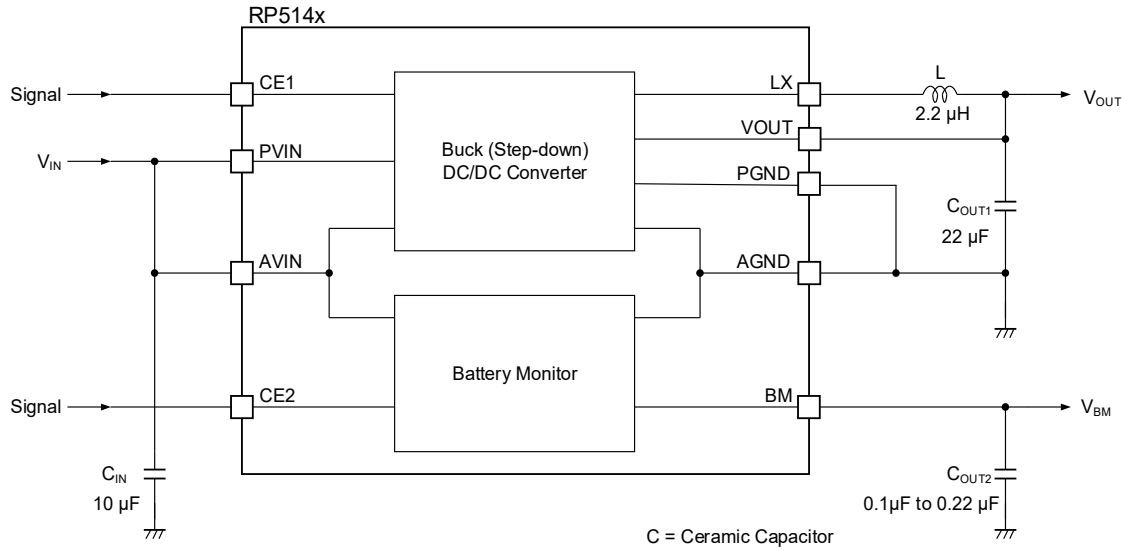 RP514x
Signal
CE1
LX
L
2.2 µH
VOUT
VIN
PVIN
VOUT
Buck (Step-down)
DC/DC Converter
PGND
COUT1
22 µF
AVIN
AGND
Battery Monitor
Signal
CE2
BM
VBM
CIN
10 µF
COUT2
0.1µF to 0.22 µF
C = Ceramic Capacitor